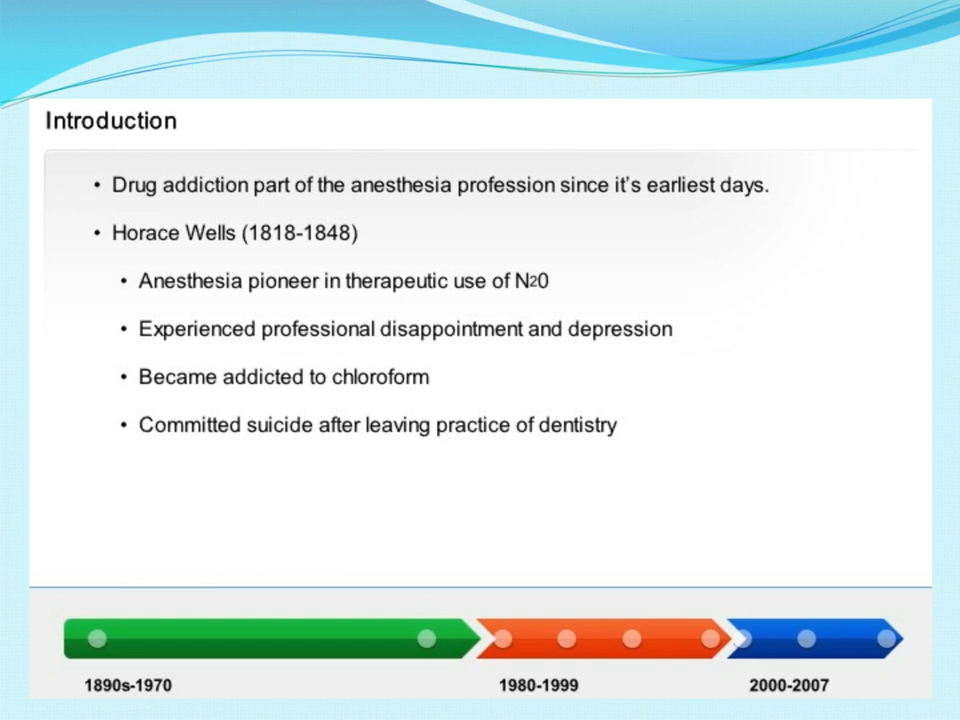 Introduction
• Drug addiction part of the anesthesia profession since it's earliest days.
• Horace Wells (1818-1848)
• Anesthesia pioneer in therapeutic use of N20
• Experienced professional disappointment and depression
• Became addicted to chloroform
• Committed suicide after leaving practice of dentistry
1890s-1970 1980-1999 2000-2007